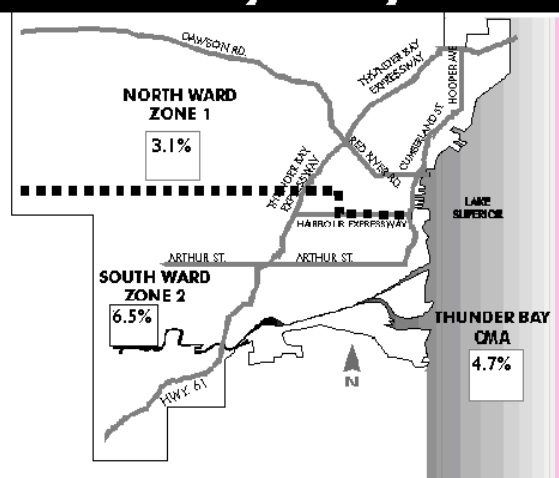 DAWSON RD.
THUNDER BAY
EXPRESSWAY
HOOPER AVE
NORTH WARD
ZONE 1
3.1%
RED RIVER RD.
CUMBERLAND ST.
THUNDER BAY
EXPRESSWAY
LAKE
SUPERIOR
HARBOUR EXPRESSWAY
ARTHUR ST.
ARTHUR ST.
SOUTH WARD
ZONE 2
6.5%
THUNDER BAY
CMA
4.7%
N
HWY. 61